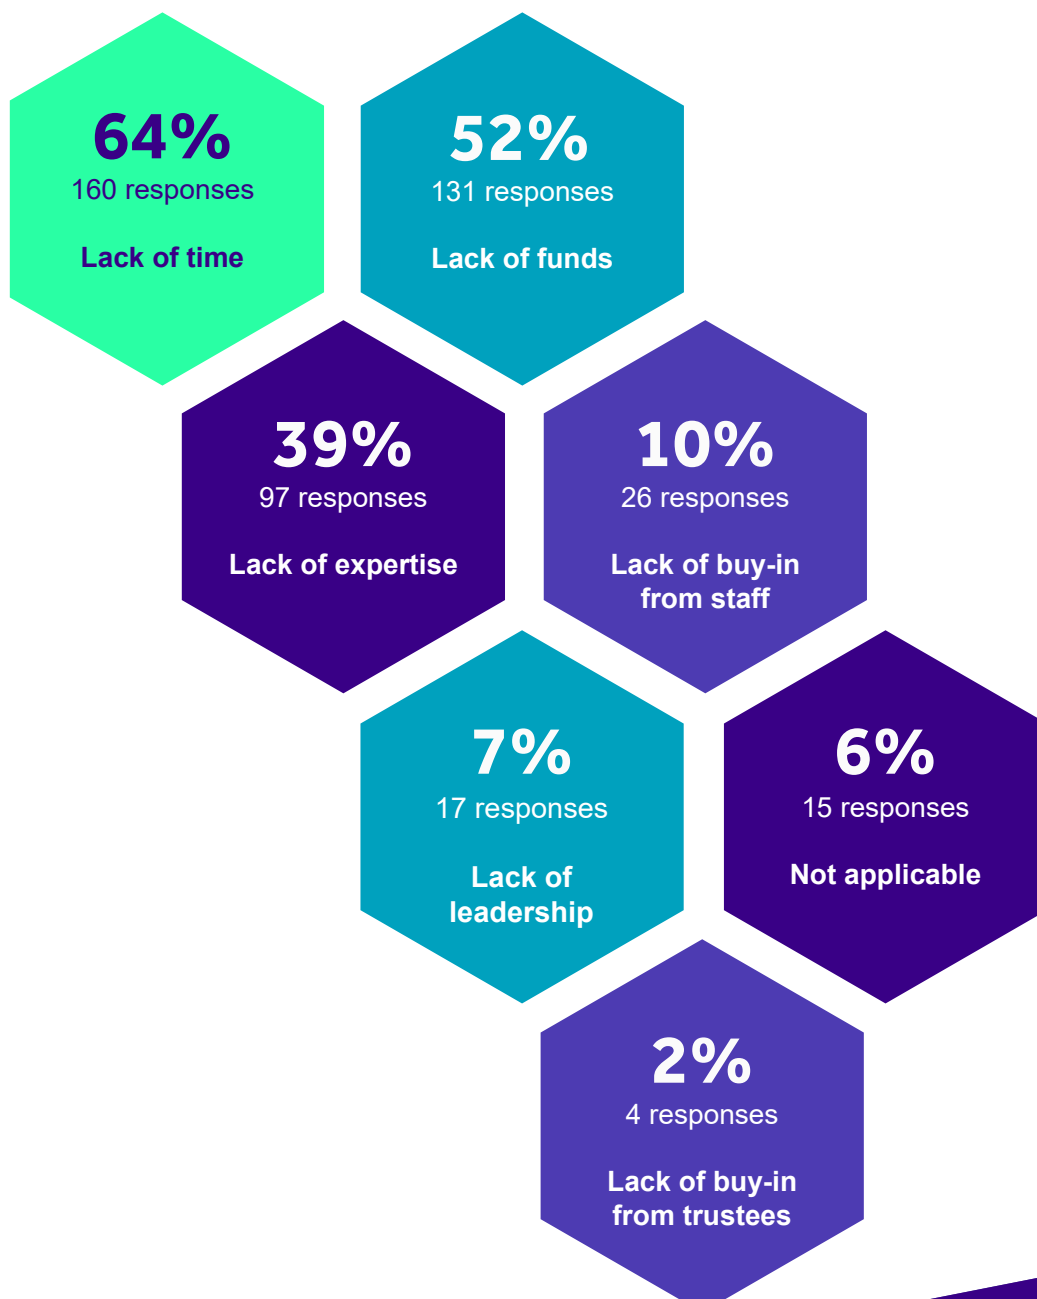 64%
160 responses
Lack of time
52%
131 responses
Lack of funds
39%
97 responses
Lack of expertise
10%
26 responses
Lack of buy-in
from staff
7%
17 responses
Lack of
leadership
6%
15 responses
Not applicable
2%
4 responses
Lack of buy-in
from trustees